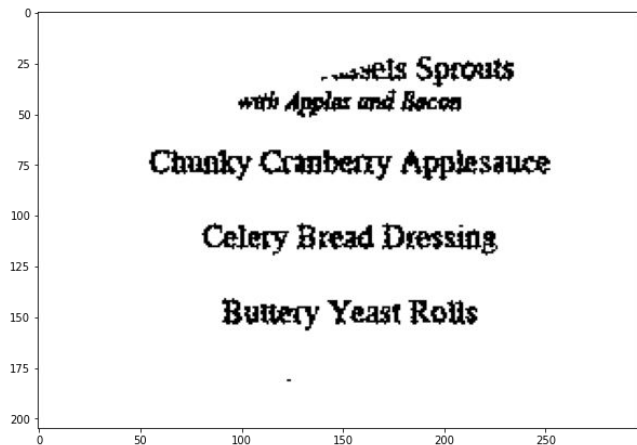 Sprouts
with Apples and Bacon
Chunky Cranberry Applesauce
Celery Bread Dressing
Buttery Yeast Rolls
0
25
50
75
100
125
150
175
200
0 50 100 150 200 250